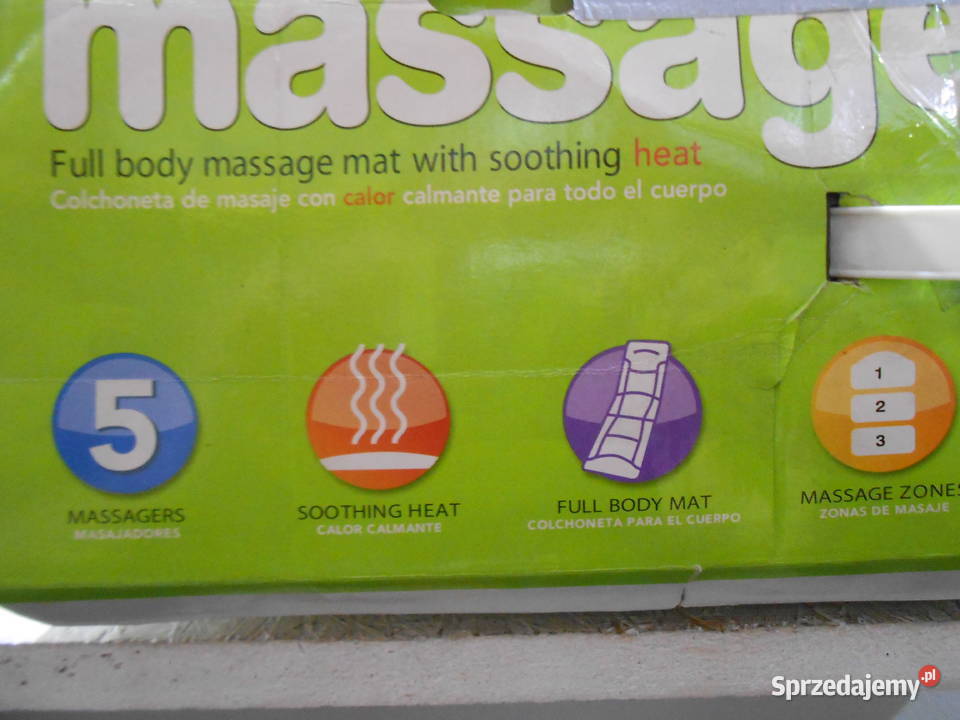 massage
Full body massage mat with soothing heat
Colchoneta de masaje con calor calmante para todo el cuerpo
5
MASSAGERS
MASAJADORES
SOOTHING HEAT
CALOR CALMANTE
FULL BODY MAT
COLCHONETA PARA EL CUERPO
1
2
3
MASSAGE ZONES
ZONAS DE MASAJE
Sprzedajemy.pl